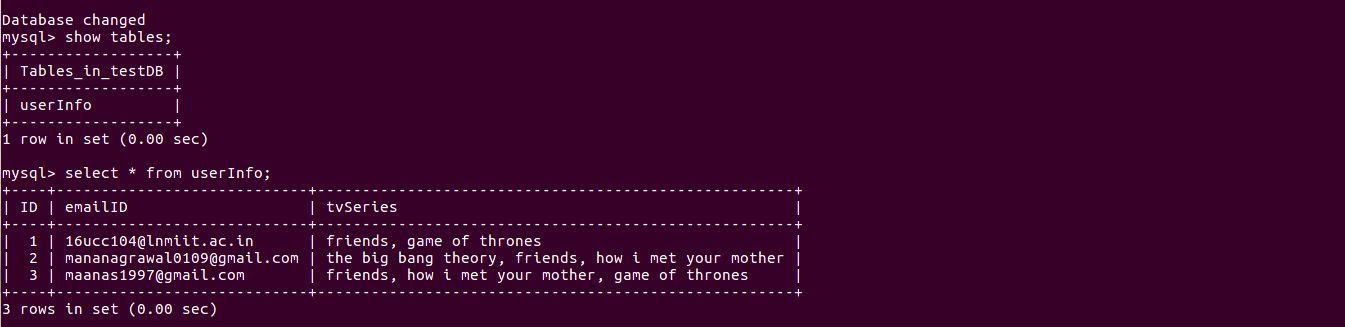 Database changed
mysql> show tables;
+------------------+
| Tables_in_testDB |
+------------------+
| userInfo         |
+------------------+
1 row in set (0.00 sec)

mysql> select * from userInfo;
+----+----------------------------+-----------------------------------------------------+
| ID | emailID                    | tvSeries                                            |
+----+----------------------------+-----------------------------------------------------+
|  1 | 16ucc104@lnmiit.ac.in      | friends, game of thrones                            |
|  2 | mananagrawal0109@gmail.com | the big bang theory, friends, how i met your mother |
|  3 | maanas1997@gmail.com       | friends, how i met your mother, game of thrones     |
+----+----------------------------+-----------------------------------------------------+
3 rows in set (0.00 sec)